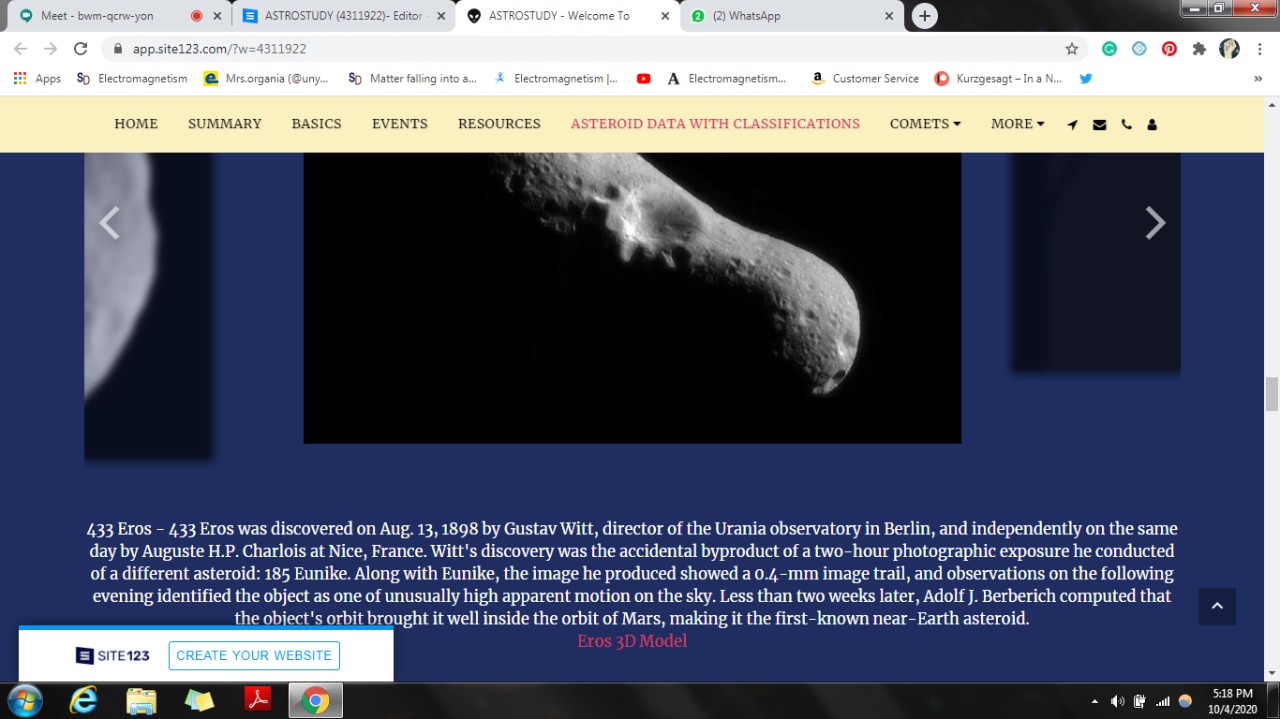 Meet - bwm-qcrw-yon
ASTROSTUDY (4311922)- Editor -
ASTROSTUDY - Welcome To
(2) WhatsApp
app.site123.com/?w=4311922
Apps
Electromagnetism
Mrs.organia (@uny...
Matter falling into a...
Electromagnetism |...
Electromagnetism...
Customer Service
Kurzgesagt – In a N...
»
HOME
SUMMARY
BASICS
EVENTS
RESOURCES
ASTEROID DATA WITH CLASSIFICATIONS
COMETS
MORE
433 Eros - 433 Eros was discovered on Aug. 13, 1898 by Gustav Witt, director of the Urania observatory in Berlin, and independently on the same
day by Auguste H.P. Charlois at Nice, France. Witt's discovery was the accidental byproduct of a two-hour photographic exposure he conducted
of a different asteroid: 185 Eunike. Along with Eunike, the image he produced showed a 0.4-mm image trail, and observations on the following
evening identified the object as one of unusually high apparent motion on the sky. Less than two weeks later, Adolf J. Berberich computed that
the object's orbit brought it well inside the orbit of Mars, making it the first-known near-Earth asteroid.
Eros 3D Model
SITE123
CREATE YOUR WEBSITE
5:18 PM
10/4/2020